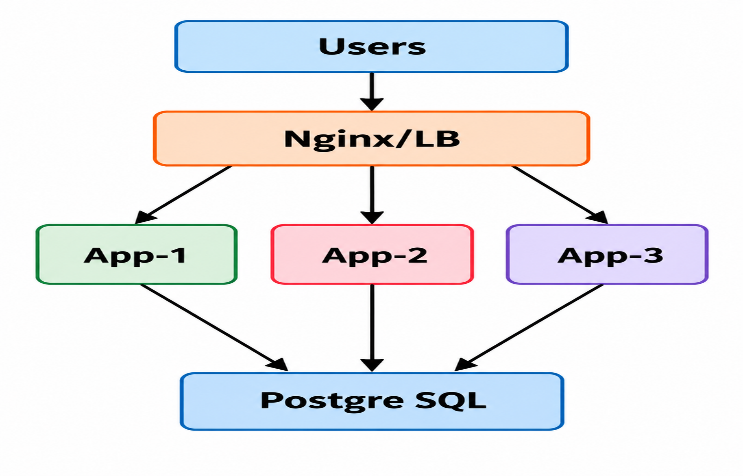 Users
Nginx/LB
App-1
App-2
App-3
Postgre SQL